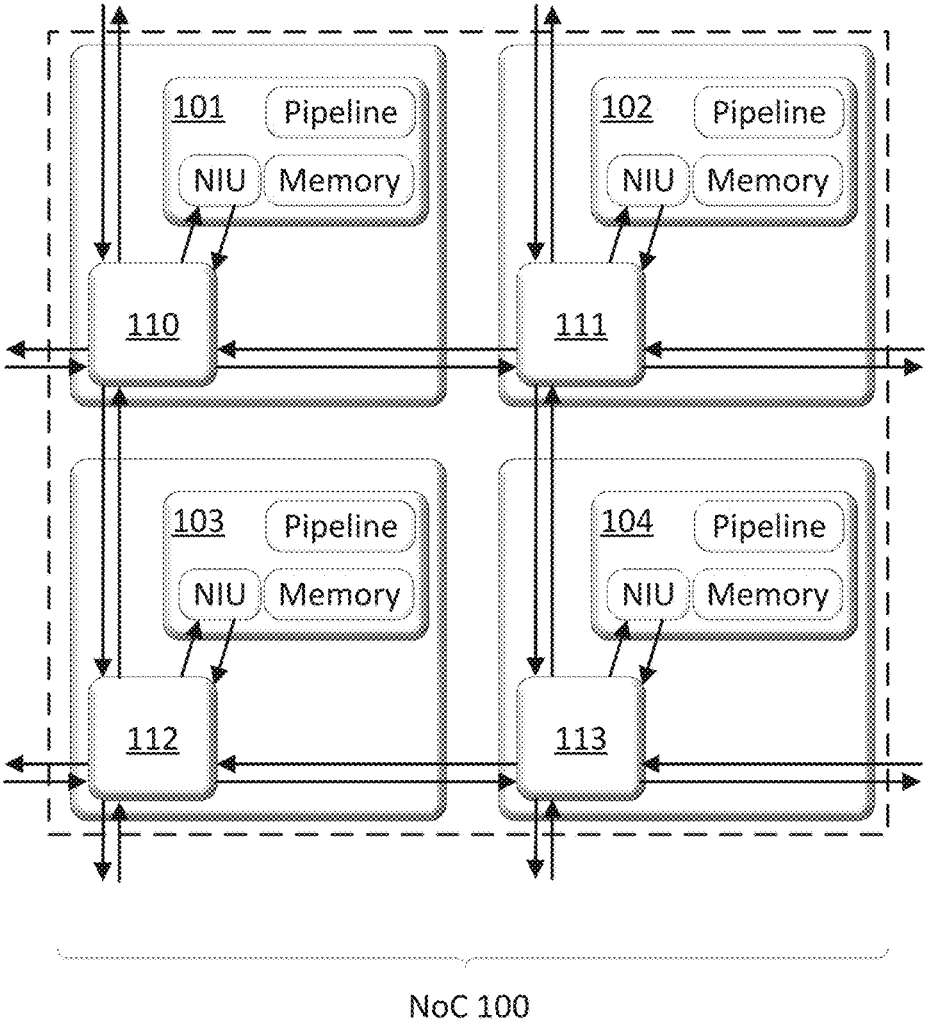 101 Pipeline
NIU Memory
102 Pipeline
NIU Memory
110
111
103 Pipeline
NIU Memory
104 Pipeline
NIU Memory
112
113
NoC 100